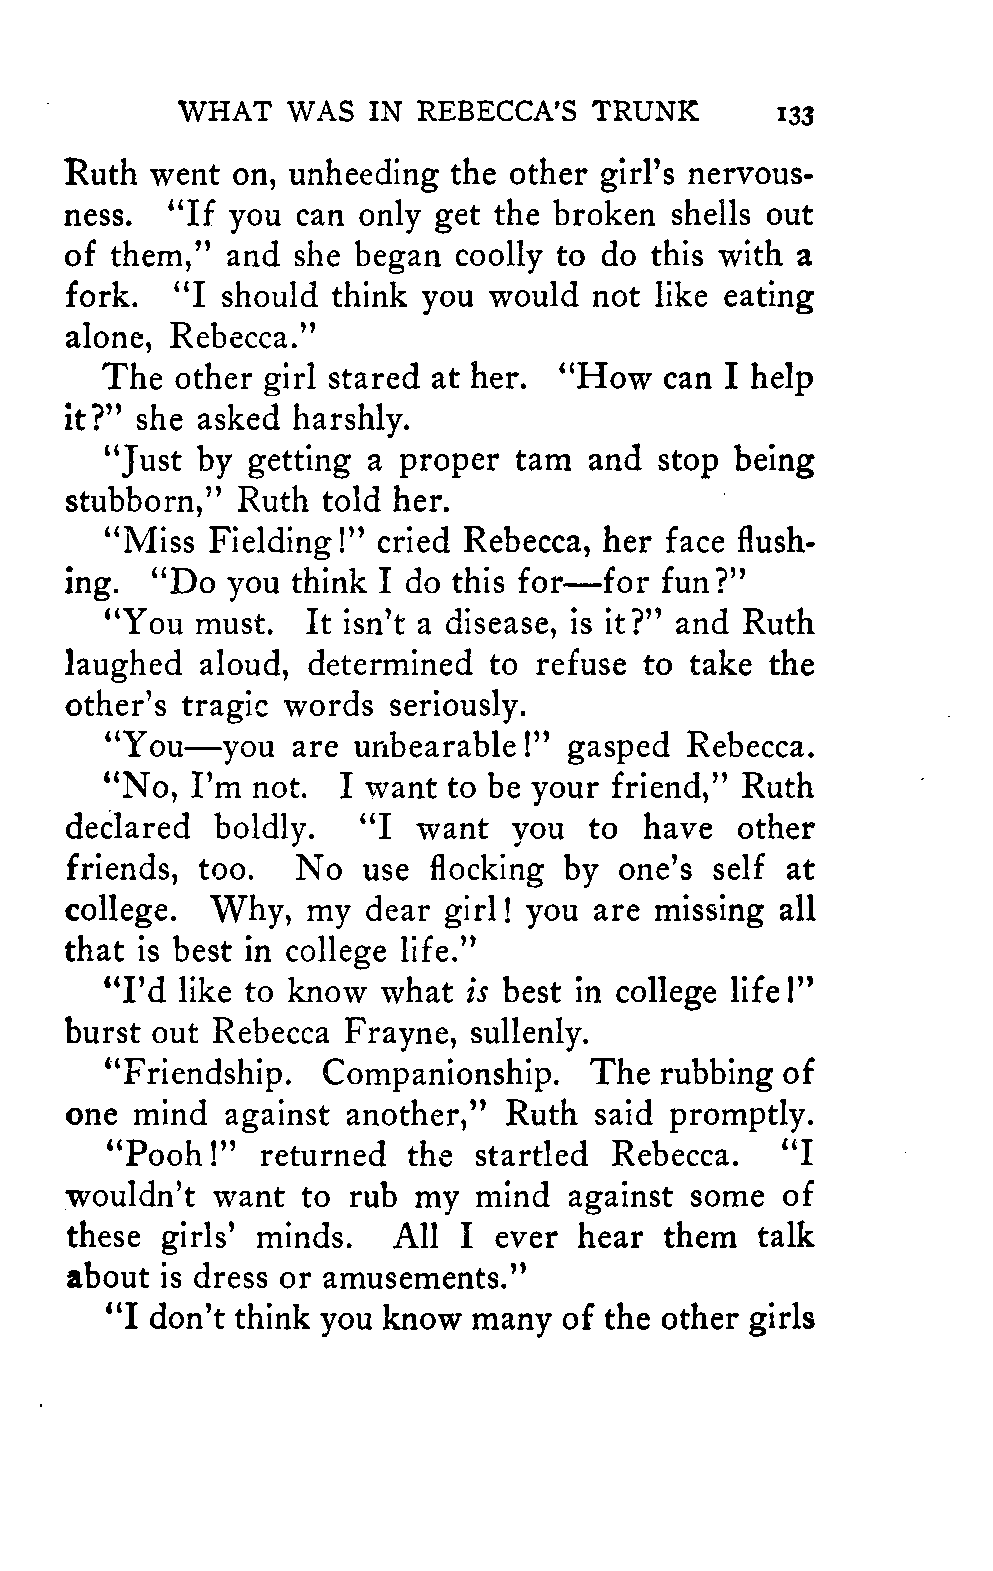 WHAT WAS IN REBECCA'S TRUNK 133
Ruth went on, unheeding the other girl's nervous-
ness. "If you can only get the broken shells out
of them," and she began coolly to do this with a
fork. "I should think you would not like eating
alone, Rebecca."
The other girl stared at her. "How can I help
it?" she asked harshly.
"Just by getting a proper tam and stop being
stubborn," Ruth told her.
"Miss Fielding!" cried Rebecca, her face flush-
ing. "Do you think I do this for—for fun?"
"You must. It isn't a disease, is it?" and Ruth
laughed aloud, determined to refuse to take the
other's tragic words seriously.
"You—you are unbearable!" gasped Rebecca.
"No, I'm not. I want to be your friend," Ruth
declared boldly. "I want you to have other
friends, too. No use flocking by one's self at
college. Why, my dear girl! you are missing all
that is best in college life."
"I'd like to know what is best in college life!"
burst out Rebecca Frayne, sullenly.
"Friendship. Companionship. The rubbing of
one mind against another," Ruth said promptly.
"Pooh!" returned the startled Rebecca. "I
wouldn't want to rub my mind against some of
these girls' minds. All I ever hear them talk
about is dress or amusements."
"I don't think you know many of the other girls